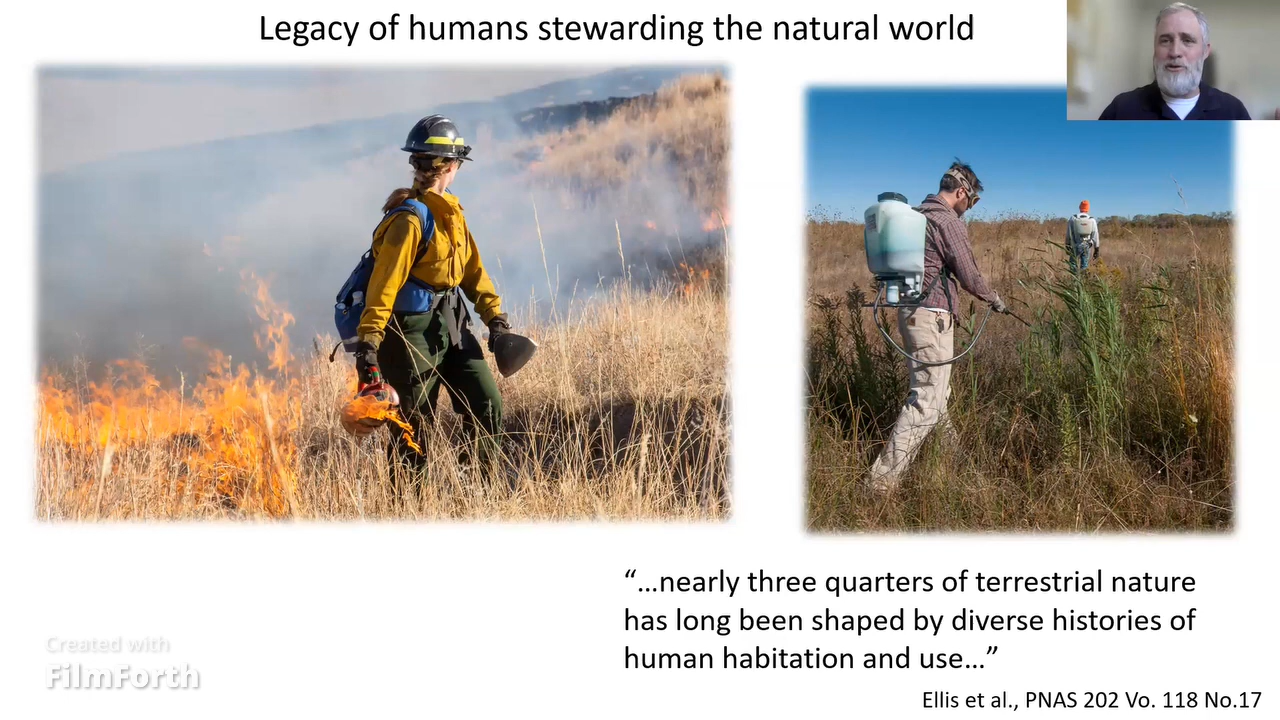 Legacy of humans stewarding the natural world
“…nearly three quarters of terrestrial nature
has long been shaped by diverse histories of
human habitation and use…”
Created with
FilmForth
Ellis et al., PNAS 202 Vo. 118 No.17